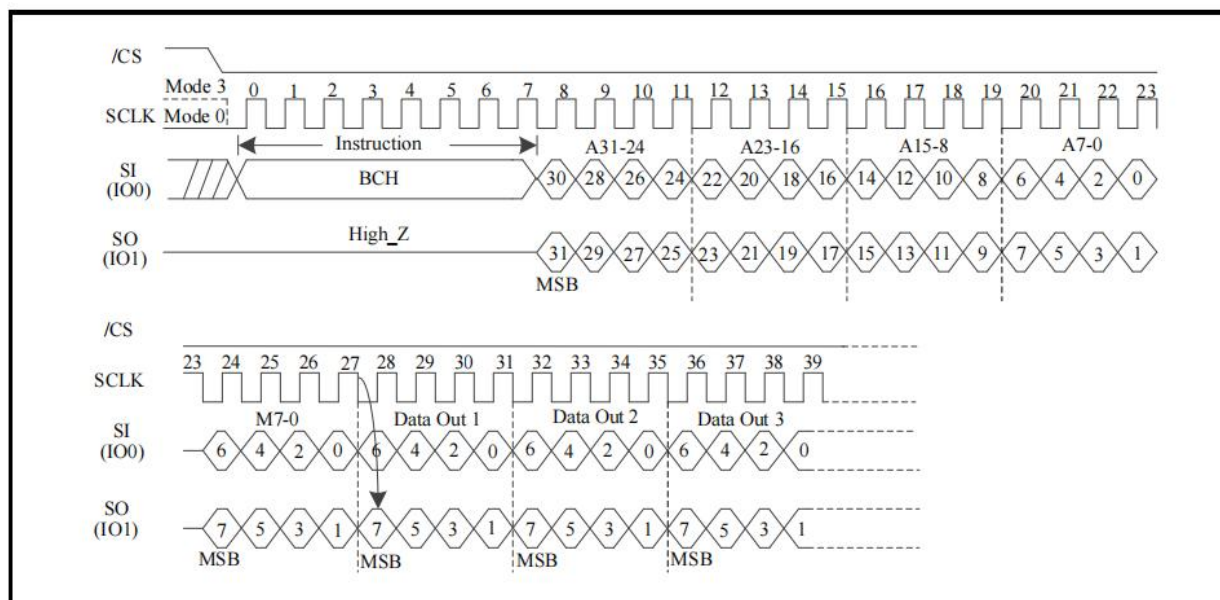 /CS
Mode 3 0 1 2 3 4 5 6 7 8 9 10 11 12 13 14 15 16 17 18 19 20 21 22 23
SCLK Mode 0
Instruction A31-24 A23-16 A15-8 A7-0
SI
(IO0) BCH 30 28 26 24 22 20 18 16 14 12 10 8 6 4 2 0
High_Z
SO
(IO1) 31 29 27 25 23 21 19 17 15 13 11 9 7 5 3 1
MSB
/CS
23 24 25 26 27 28 29 30 31 32 33 34 35 36 37 38 39
SCLK
M7-0 Data Out 1 Data Out 2 Data Out 3
SI
(IO0) 6 4 2 0 6 4 2 0 6 4 2 0 6 4 2 0
SO
(IO1) 7 5 3 1 7 5 3 1 7 5 3 1 7 5 3 1
MSB MSB MSB MSB